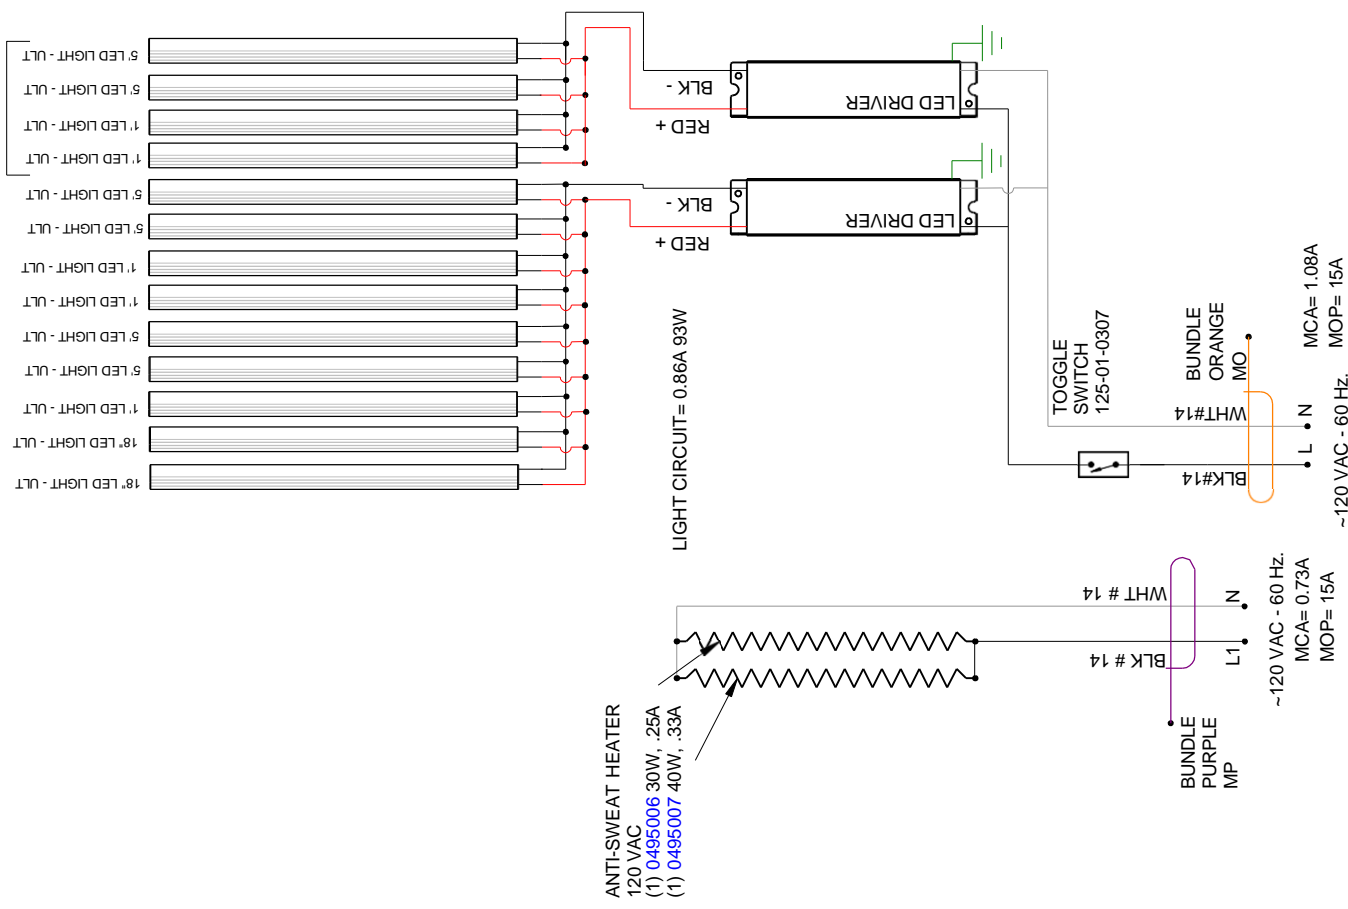 5' LED LIGHT - ULT
5' LED LIGHT - ULT
1' LED LIGHT - ULT
1' LED LIGHT - ULT
5' LED LIGHT - ULT
5' LED LIGHT - ULT
1' LED LIGHT - ULT
1' LED LIGHT - ULT
5' LED LIGHT - ULT
5' LED LIGHT - ULT
1' LED LIGHT - ULT
18" LED LIGHT - ULT
18" LED LIGHT - ULT
BLK -
RED +
LED DRIVER
BLK -
RED +
LED DRIVER
LIGHT CIRCUIT= 0.86A 93W
TOGGLE
SWITCH
125-01-0307
BUNDLE
ORANGE
MO
WHT#14
BLK#14
N
L
MCA= 1.08A
MOP= 15A
~120 VAC - 60 Hz.
ANTI-SWEAT HEATER
120 VAC
(1) 0495006 30W, .25A
(1) 0495007 40W, .33A
WHT # 14
BLK # 14
N
L1
BUNDLE
PURPLE
MP
~120 VAC - 60 Hz.
MCA= 0.73A
MOP= 15A